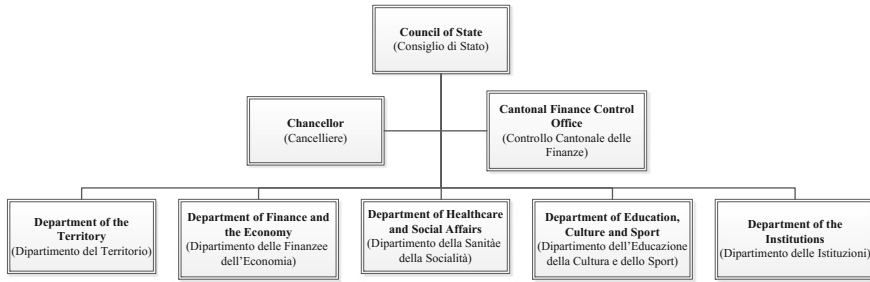 Council of State
(Consiglio di Stato)
Chancellor
(Cancelliere)
Cantonal Finance Control
Office
(Controllo Cantonale delle
Finanze)
Department of the
Territory
(Dipartimento del Territorio)
Department of Finance and
the Economy
(Dipartimento delle Finanzee
dell'Economia)
Department of Healthcare
and Social Affairs
(Dipartimento della Sanitàe
della Socialità)
Department of Education,
Culture and Sport
(Dipartimento dell'Educazione
della Cultura e dello Sport)
Department of the
Institutions
(Dipartimento delle Istituzioni)